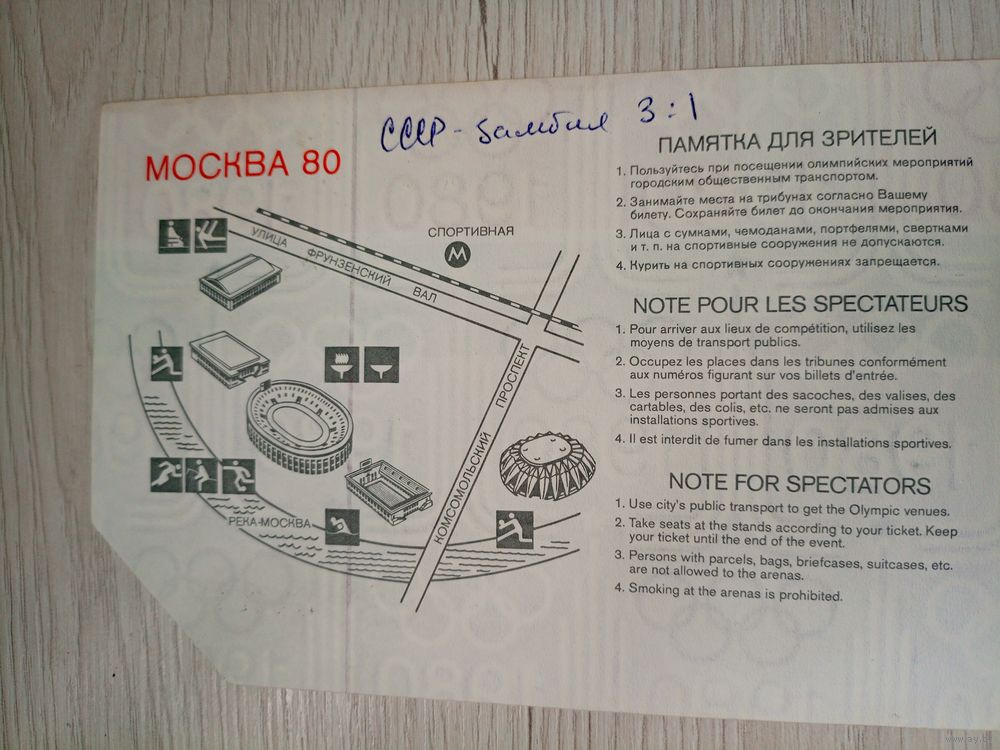 СССР - Замбия 3:1
МОСКВА 80
СПОРТИВНАЯ
М
УЛИЦА ФРУНЗЕНСКИЙ ВАЛ
КОМСОМОЛЬСКИЙ ПРОСПЕКТ
РЕКА-МОСКВА
ПАМЯТКА ДЛЯ ЗРИТЕЛЕЙ
1. Пользуйтесь при посещении олимпийских мероприятий
городским общественным транспортом.
2. Занимайте места на трибунах согласно Вашему
билету. Сохраняйте билет до окончания мероприятия.
3. Лица с сумками, чемоданами, портфелями, свертками
и т. п. на спортивные сооружения не допускаются.
4. Курить на спортивных сооружениях запрещается.
NOTE POUR LES SPECTATEURS
1. Pour arriver aux lieux de compétition, utilisez les
moyens de transport publics.
2. Occupez les places dans les tribunes conformément
aux numéros figurant sur vos billets d'entrée.
3. Les personnes portant des sacoches, des valises, des
cartables, des colis, etc. ne seront pas admises aux
installations sportives.
4. Il est interdit de fumer dans les installations sportives.
NOTE FOR SPECTATORS
1. Use city's public transport to get the Olympic venues.
2. Take seats at the stands according to your ticket. Keep
your ticket until the end of the event.
3. Persons with parcels, bags, briefcases, suitcases, etc.
are not allowed to the arenas.
4. Smoking at the arenas is prohibited.